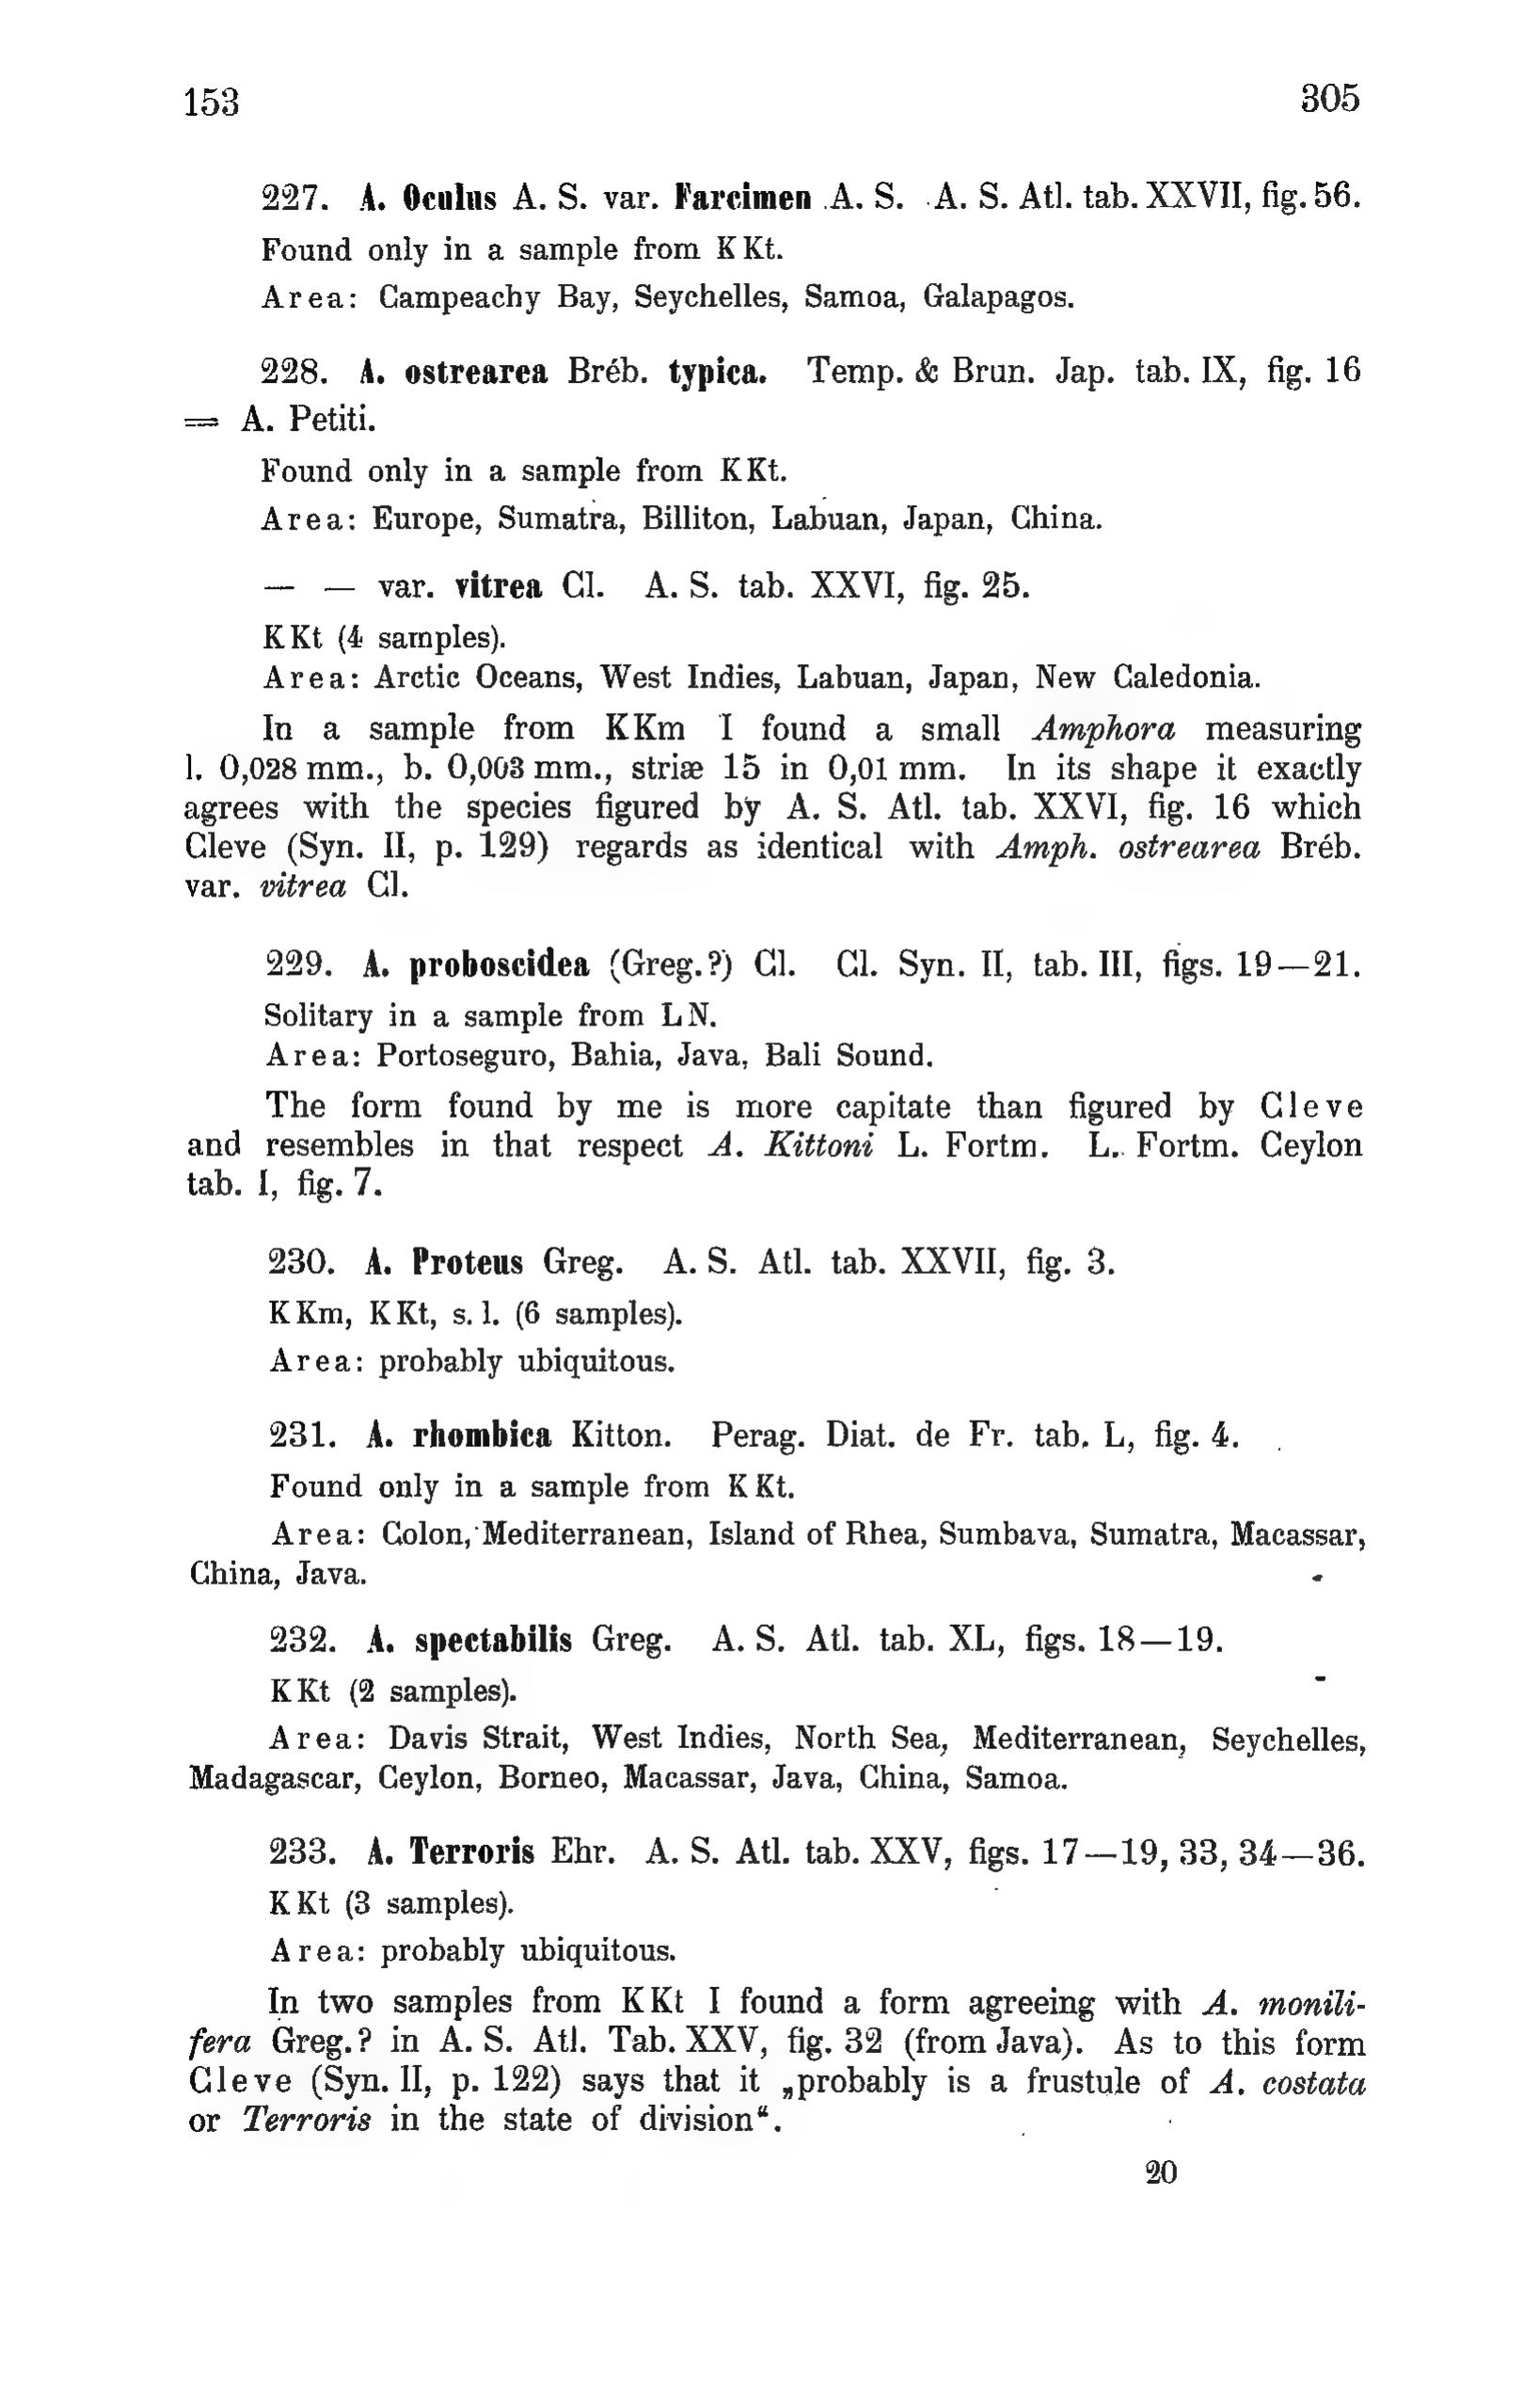 153 305
227. A. Oculus A. S. var. Farcimen A. S. A. S. Atl. tab. XXVII, fig. 56.
Found only in a sample from K Kt.
Area: Campeachy Bay, Seychelles, Samoa, Galapagos.
228. A. ostrearea Bréb. typica. Temp. & Brun. Jap. tab. IX, fig. 16
= A. Petiti.
Found only in a sample from K Kt.
Area: Europe, Sumatra, Billiton, Labuan, Japan, China.
— — var. vitrea Cl. A. S. tab. XXVI, fig. 25.
K Kt (4 samples).
Area: Arctic Oceans, West Indies, Labuan, Japan, New Caledonia.
In a sample from K Km I found a small Amphora measuring
l. 0,028 mm., b. 0,003 mm., striæ 15 in 0,01 mm. In its shape it exactly
agrees with the species figured by A. S. Atl. tab. XXVI, fig. 16 which
Cleve (Syn. II, p. 129) regards as identical with Amph. ostrearea Bréb.
var. vitrea Cl.
229. A. proboscidea (Greg.?) Cl. Cl. Syn. II, tab. III, figs. 19—21.
Solitary in a sample from L N.
Area: Portoseguro, Bahia, Java, Bali Sound.
The form found by me is more capitate than figured by Cleve
and resembles in that respect A. Kittoni L. Fortm. L. Fortm. Ceylon
tab. I, fig. 7.
230. A. Proteus Greg. A. S. Atl. tab. XXVII, fig. 3.
K Km, K Kt, s. l. (6 samples).
Area: probably ubiquitous.
231. A. rhombica Kitton. Perag. Diat. de Fr. tab. L, fig. 4.
Found only in a sample from K Kt.
Area: Colon, Mediterranean, Island of Rhea, Sumbava, Sumatra, Macassar,
China, Java.
232. A. spectabilis Greg. A. S. Atl. tab. XL, figs. 18—19.
K Kt (2 samples).
Area: Davis Strait, West Indies, North Sea, Mediterranean, Seychelles,
Madagascar, Ceylon, Borneo, Macassar, Java, China, Samoa.
233. A. Terroris Ehr. A. S. Atl. tab. XXV, figs. 17—19, 33, 34—36.
K Kt (3 samples).
Area: probably ubiquitous.
In two samples from K Kt I found a form agreeing with A. monili-
fera Greg.? in A. S. Atl. Tab. XXV, fig. 32 (from Java). As to this form
Cleve (Syn. II, p. 122) says that it „probably is a frustule of A. costata
or Terroris in the state of division“.
20